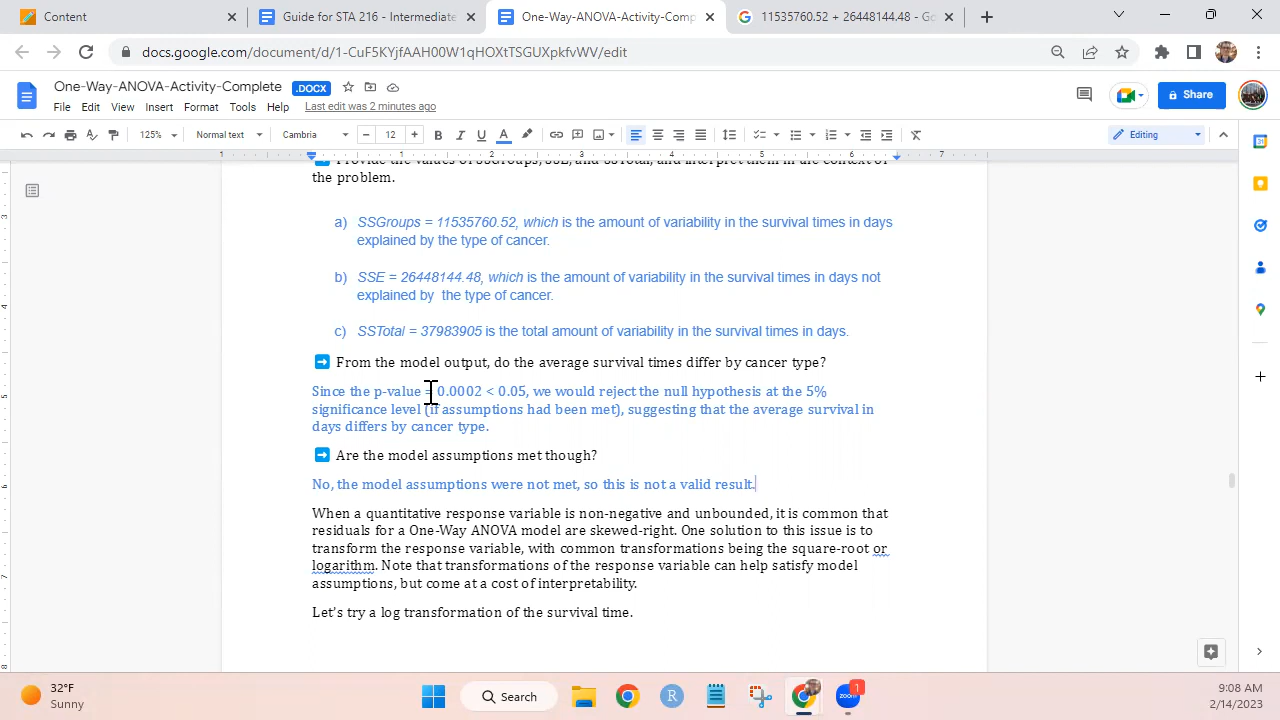 Content
Guide for STA 216 - Intermediate
One-Way-ANOVA-Activity-Comp
11535760.52 + 26448144.48 - Go
docs.google.com/document/d/1-CuF5KYjfAAH00W1qHOXtTSGUXpkfvWV/edit
One-Way-ANOVA-Activity-Complete .DOCX
File Edit View Insert Format Tools Help Last edit was 2 minutes ago
Share
125% Normal text Cambria 12 Editing
1 1 2 3 4 5 6 7
the problem.
a) SSGroups = 11535760.52, which is the amount of variability in the survival times in days
explained by the type of cancer.
b) SSE = 26448144.48, which is the amount of variability in the survival times in days not
explained by the type of cancer.
c) SSTotal = 37983905 is the total amount of variability in the survival times in days.
From the model output, do the average survival times differ by cancer type?
Since the p-value = 0.0002 < 0.05, we would reject the null hypothesis at the 5%
significance level (if assumptions had been met), suggesting that the average survival in
days differs by cancer type.
Are the model assumptions met though?
No, the model assumptions were not met, so this is not a valid result.
When a quantitative response variable is non-negative and unbounded, it is common that
residuals for a One-Way ANOVA model are skewed-right. One solution to this issue is to
transform the response variable, with common transformations being the square-root or
logarithm. Note that transformations of the response variable can help satisfy model
assumptions, but come at a cost of interpretability.
Let's try a log transformation of the survival time.
32°F
Sunny
Search
9:08 AM
2/14/2023